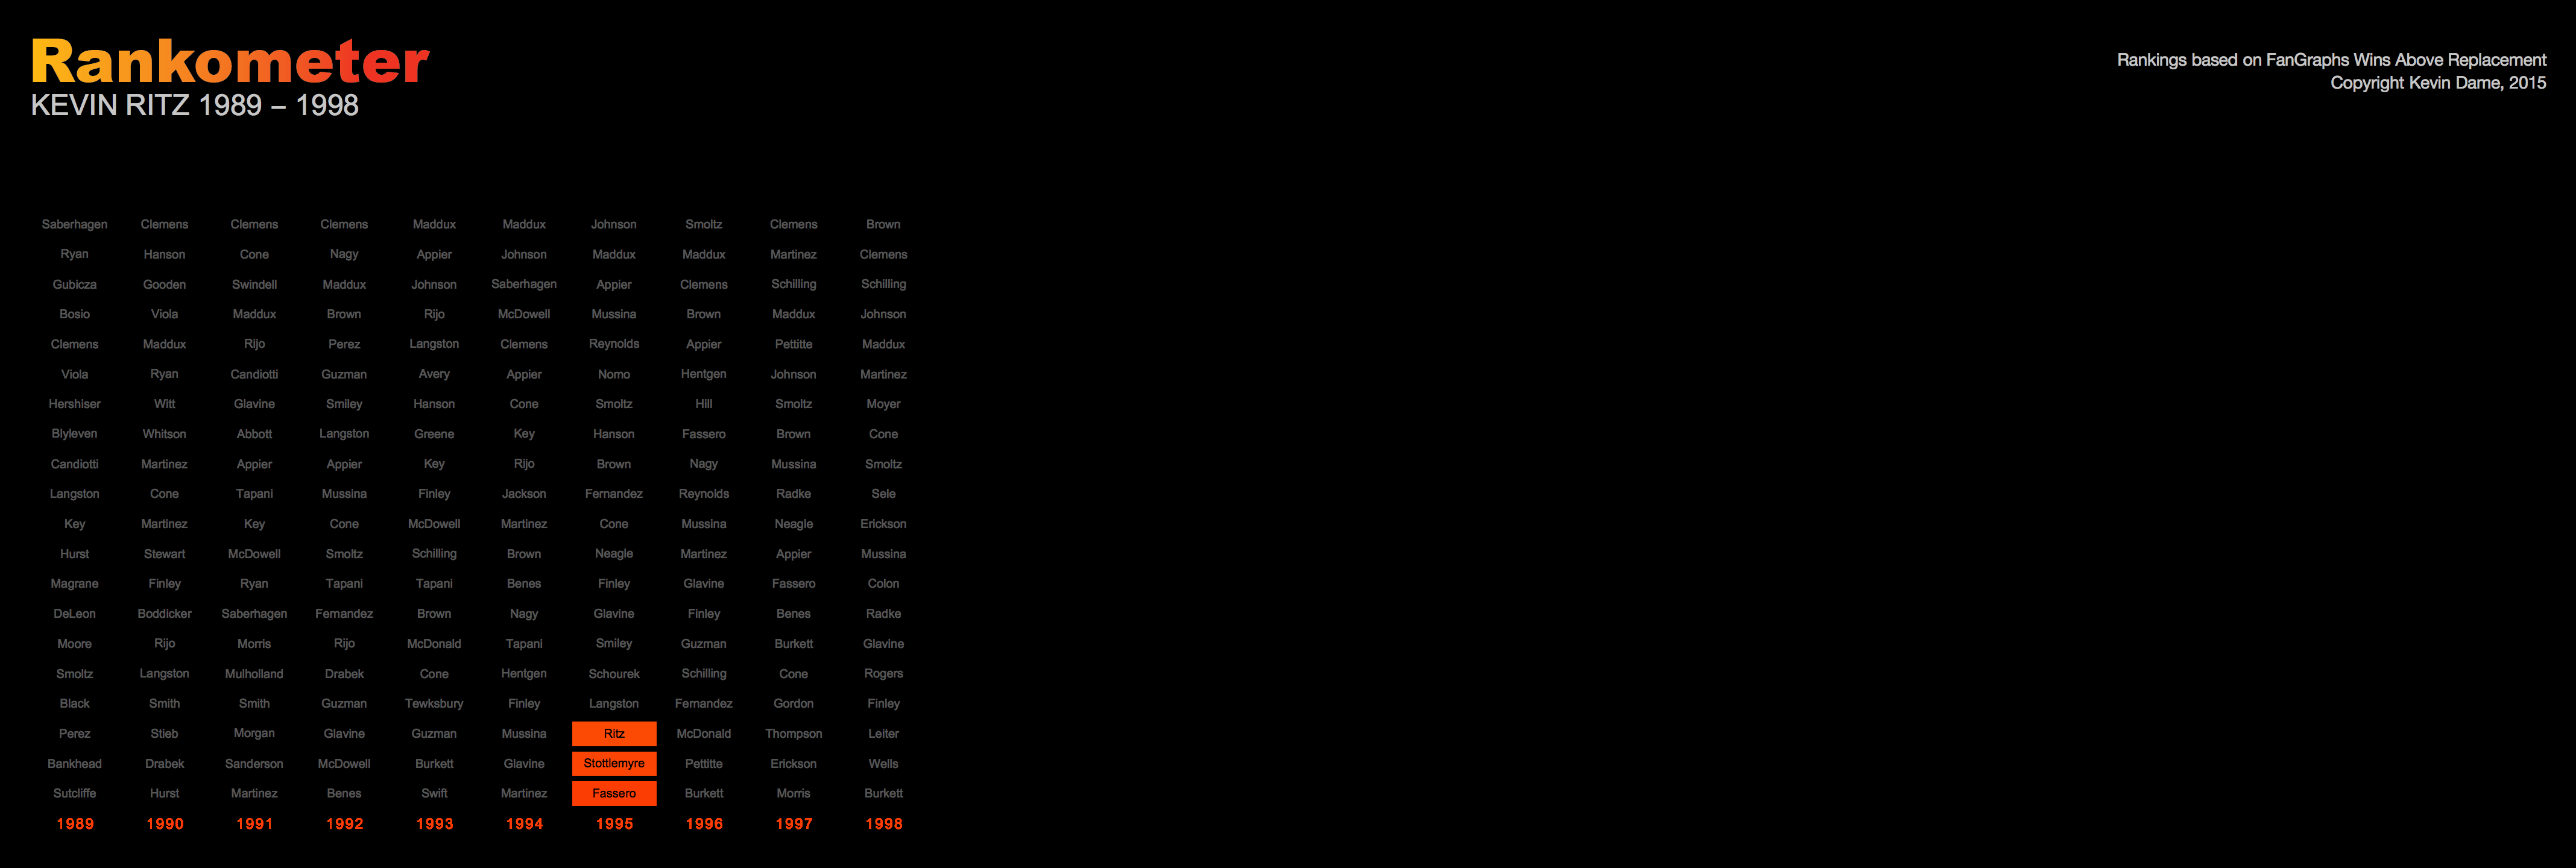 Rankometer
KEVIN RITZ 1989 – 1998
Rankings based on FanGraphs Wins Above Replacement
Copyright Kevin Dame, 2015
Saberhagen Clemens Clemens Clemens Maddux Maddux Johnson Smoltz Clemens Brown
Ryan Hanson Cone Nagy Appier Johnson Maddux Maddux Martinez Clemens
Gubicza Gooden Swindell Maddux Johnson Saberhagen Appier Clemens Schilling Schilling
Bosio Viola Maddux Brown Rijo McDowell Mussina Brown Maddux Johnson
Clemens Maddux Rijo Perez Langston Clemens Reynolds Appier Pettitte Maddux
Viola Ryan Candiotti Guzman Avery Appier Nomo Hentgen Johnson Martinez
Hershiser Witt Glavine Smiley Hanson Cone Smoltz Hill Smoltz Moyer
Blyleven Whitson Abbott Langston Greene Key Hanson Fassero Brown Cone
Candiotti Martinez Appier Appier Key Rijo Brown Nagy Mussina Smoltz
Langston Cone Tapani Mussina Finley Jackson Fernandez Reynolds Radke Sele
Key Martinez Key Cone McDowell Martinez Cone Mussina Neagle Erickson
Hurst Stewart McDowell Smoltz Schilling Brown Neagle Martinez Appier Mussina
Magrane Finley Ryan Tapani Tapani Benes Finley Glavine Fassero Colon
DeLeon Boddicker Saberhagen Fernandez Brown Nagy Glavine Finley Benes Radke
Moore Rijo Morris Rijo McDonald Tapani Smiley Guzman Burkett Glavine
Smoltz Langston Mulholland Drabek Cone Hentgen Schourek Schilling Cone Rogers
Black Smith Smith Guzman Tewksbury Finley Langston Fernandez Gordon Finley
Perez Stieb Morgan Glavine Guzman Mussina Ritz McDonald Thompson Leiter
Bankhead Drabek Sanderson McDowell Burkett Glavine Stottlemyre Pettitte Erickson Wells
Sutcliffe Hurst Martinez Benes Swift Martinez Fassero Burkett Morris Burkett
1989 1990 1991 1992 1993 1994 1995 1996 1997 1998